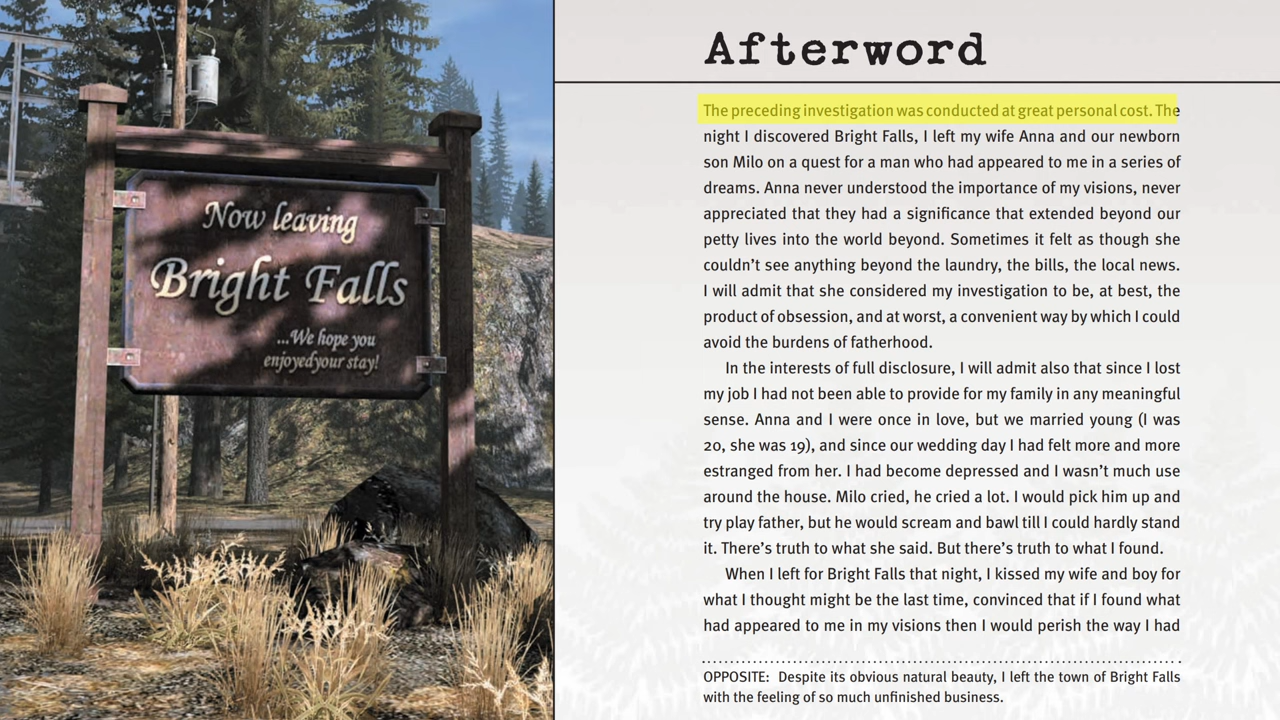 Now leaving
Bright Falls
...We hope you
enjoyedyour stay!
Afterword
The preceding investigation was conducted at great personal cost. The
night I discovered Bright Falls, I left my wife Anna and our newborn
son Milo on a quest for a man who had appeared to me in a series of
dreams. Anna never understood the importance of my visions, never
appreciated that they had a significance that extended beyond our
petty lives into the world beyond. Sometimes it felt as though she
couldn’t see anything beyond the laundry, the bills, the local news.
I will admit that she considered my investigation to be, at best, the
product of obsession, and at worst, a convenient way by which I could
avoid the burdens of fatherhood.
In the interests of full disclosure, I will admit also that since I lost
my job I had not been able to provide for my family in any meaningful
sense. Anna and I were once in love, but we married young (I was
20, she was 19), and since our wedding day I had felt more and more
estranged from her. I had become depressed and I wasn’t much use
around the house. Milo cried, he cried a lot. I would pick him up and
try play father, but he would scream and bawl till I could hardly stand
it. There’s truth to what she said. But there’s truth to what I found.
When I left for Bright Falls that night, I kissed my wife and boy for
what I thought might be the last time, convinced that if I found what
had appeared to me in my visions then I would perish the way I had
OPPOSITE: Despite its obvious natural beauty, I left the town of Bright Falls
with the feeling of so much unfinished business.